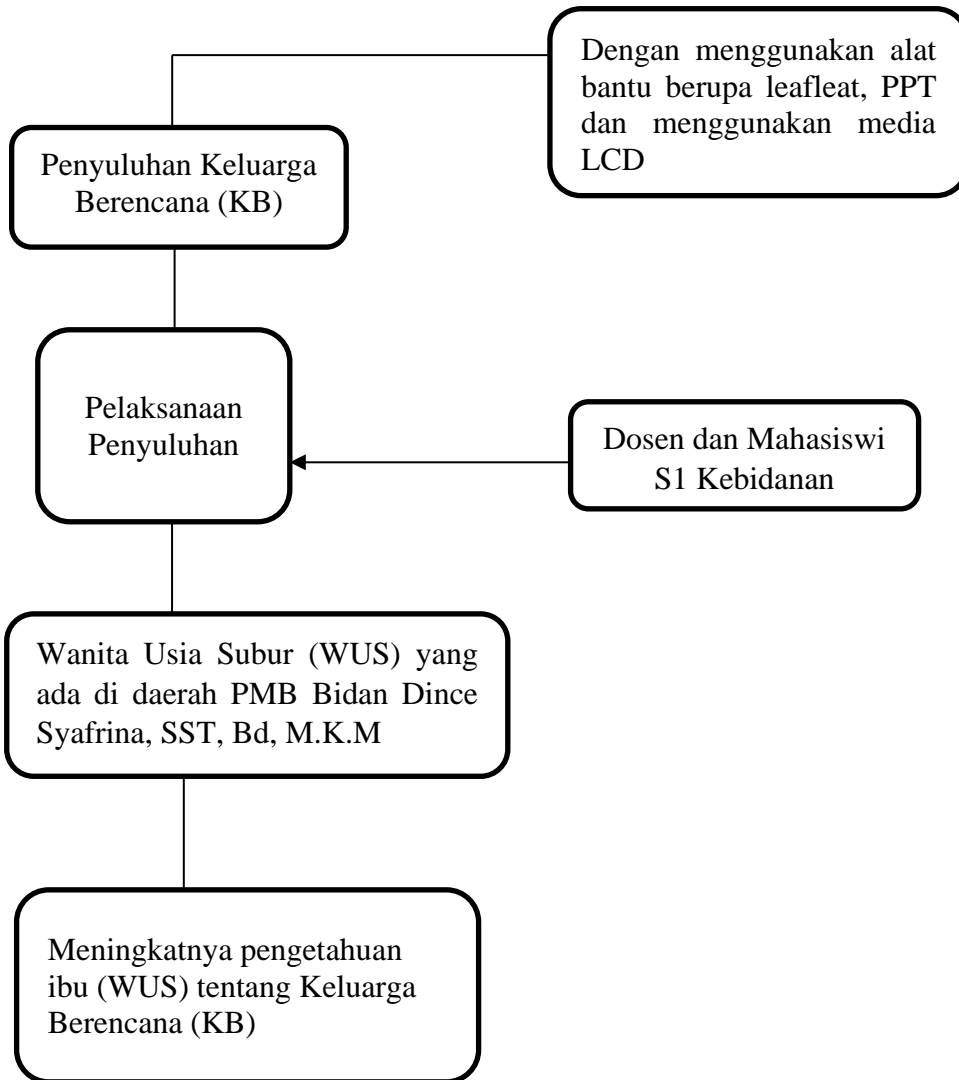 Dengan menggunakan alat
bantu berupa leafleat, PPT
dan menggunakan media
LCD
Penyuluhan Keluarga
Berencana (KB)
Pelaksanaan
Penyuluhan
Dosen dan Mahasiswi
S1 Kebidanan
Wanita Usia Subur (WUS) yang
ada di daerah PMB Bidan Dince
Syafrina, SST, Bd, M.K.M
Meningkatnya pengetahuan
ibu (WUS) tentang Keluarga
Berencana (KB)